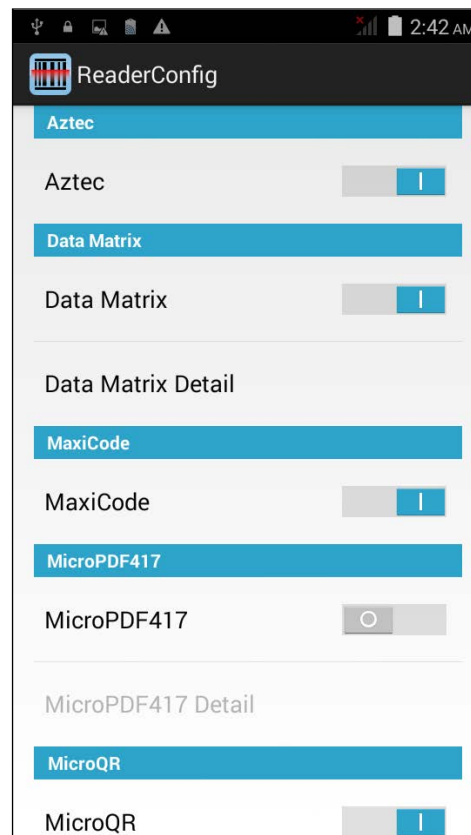 2:42 AM
ReaderConfig
Aztec
Aztec
Data Matrix
Data Matrix
Data Matrix Detail
MaxiCode
MaxiCode
MicroPDF417
MicroPDF417
MicroPDF417 Detail
MicroQR
MicroQR